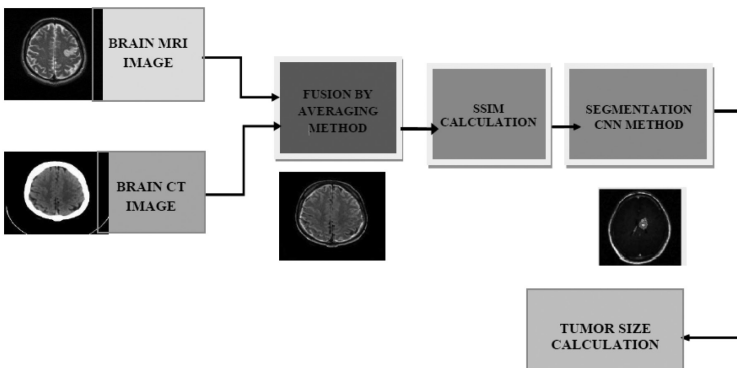 BRAIN MRI
IMAGE
FUSION BY
AVERAGING
METHOD
SSIM
CALCULATION
SEGMENTATION
CNN METHOD
BRAIN CT
IMAGE
TUMOR SIZE
CALCULATION